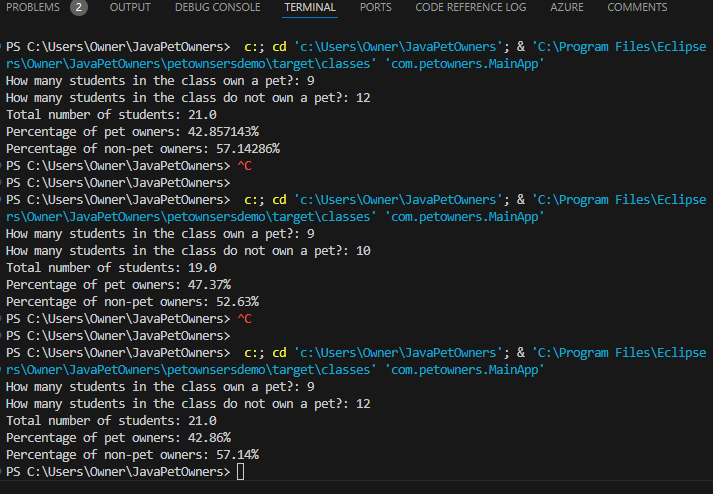 PROBLEMS 2 OUTPUT DEBUG CONSOLE TERMINAL PORTS CODE REFERENCE LOG AZURE COMMENTS
PS C:\Users\Owner\JavaPetOwners>  c:; cd 'c:\Users\Owner\JavaPetOwners'; & 'C:\Program Files\Eclipse
rs\Owner\JavaPetOwners\petownsersdemo\target\classes' 'com.petowners.MainApp'
How many students in the class own a pet?: 9
How many students in the class do not own a pet?: 12
Total number of students: 21.0
Percentage of pet owners: 42.857143%
Percentage of non-pet owners: 57.14286%
PS C:\Users\Owner\JavaPetOwners> ^C
PS C:\Users\Owner\JavaPetOwners>
PS C:\Users\Owner\JavaPetOwners>  c:; cd 'c:\Users\Owner\JavaPetOwners'; & 'C:\Program Files\Eclipse
rs\Owner\JavaPetOwners\petownsersdemo\target\classes' 'com.petowners.MainApp'
How many students in the class own a pet?: 9
How many students in the class do not own a pet?: 10
Total number of students: 19.0
Percentage of pet owners: 47.37%
Percentage of non-pet owners: 52.63%
PS C:\Users\Owner\JavaPetOwners> ^C
PS C:\Users\Owner\JavaPetOwners>
PS C:\Users\Owner\JavaPetOwners>  c:; cd 'c:\Users\Owner\JavaPetOwners'; & 'C:\Program Files\Eclipse
rs\Owner\JavaPetOwners\petownsersdemo\target\classes' 'com.petowners.MainApp'
How many students in the class own a pet?: 9
How many students in the class do not own a pet?: 12
Total number of students: 21.0
Percentage of pet owners: 42.86%
Percentage of non-pet owners: 57.14%
PS C:\Users\Owner\JavaPetOwners>